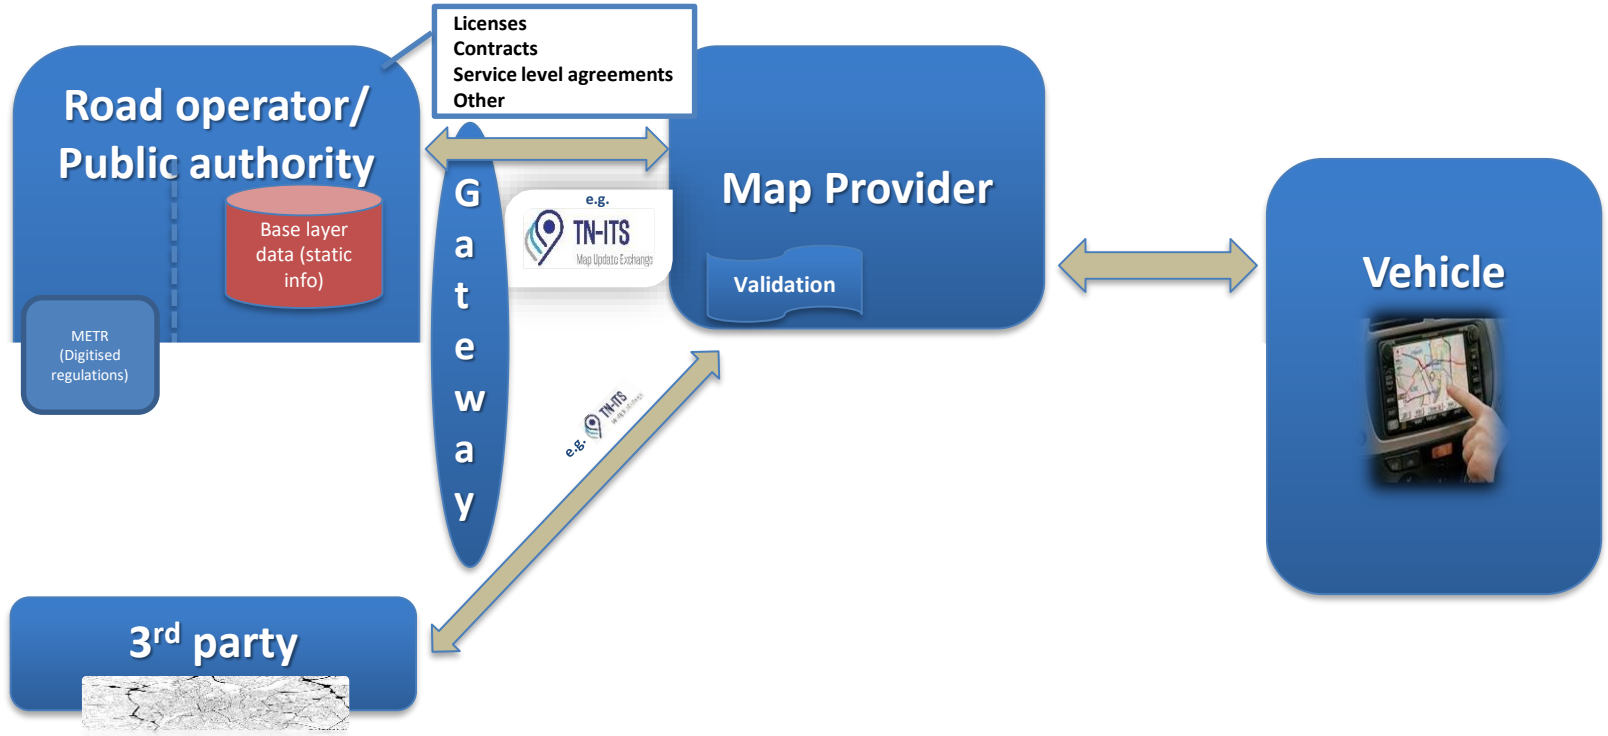 Licenses
Contracts
Service level agreements
Other
Road operator/
Public authority
Base layer
data (static
info)
METR
(Digitised
regulations)
G
a
t
e
w
a
y
e.g.
TN-ITS
Map Update Exchange
Map Provider
Validation
Vehicle
e.g.
TN-ITS
3rd party